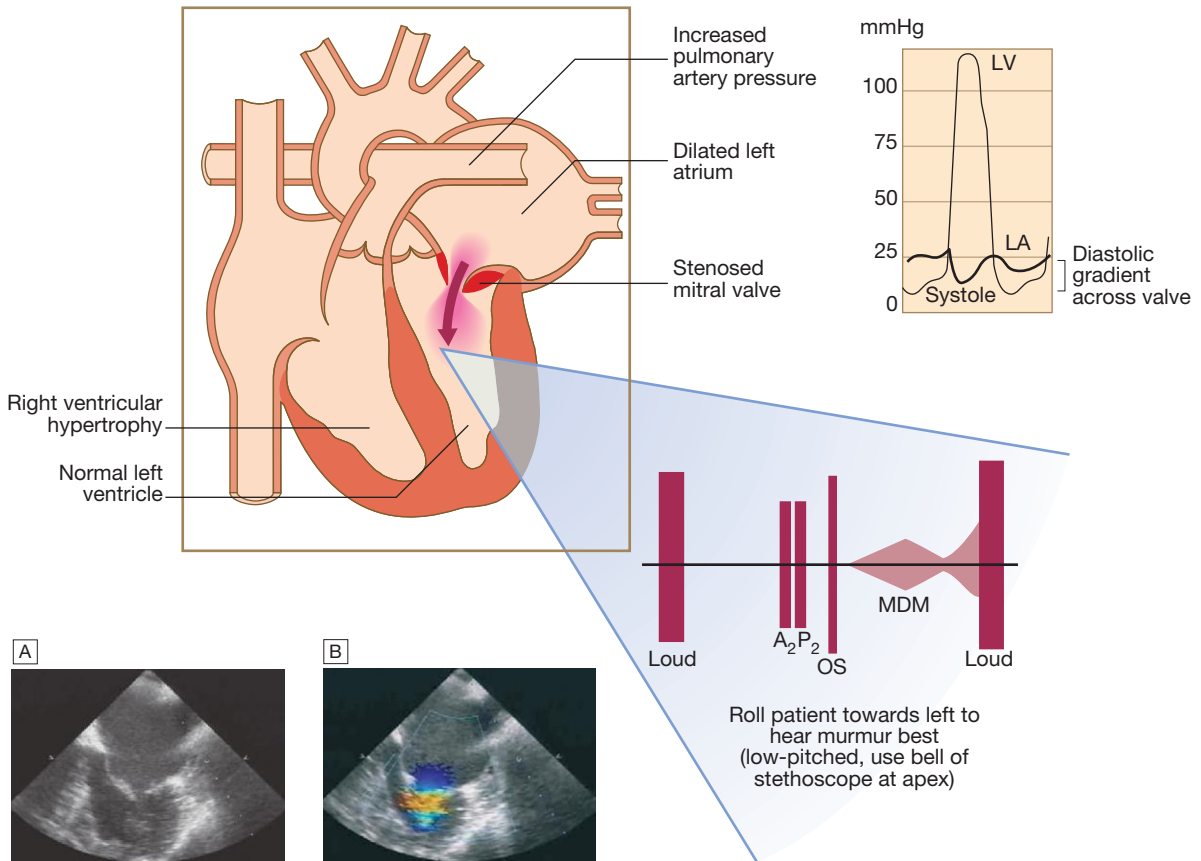 Increased
pulmonary
artery pressure
Dilated left
atrium
Stenosed
mitral valve
Right ventricular
hypertrophy
Normal left
ventricle
mmHg
100
75
50
25
0
LV
LA
Systole
Diastolic
gradient
across valve
Loud
A₂P₂
OS
MDM
Loud
Roll patient towards left to
hear murmur best
(low-pitched, use bell of
stethoscope at apex)
A
B